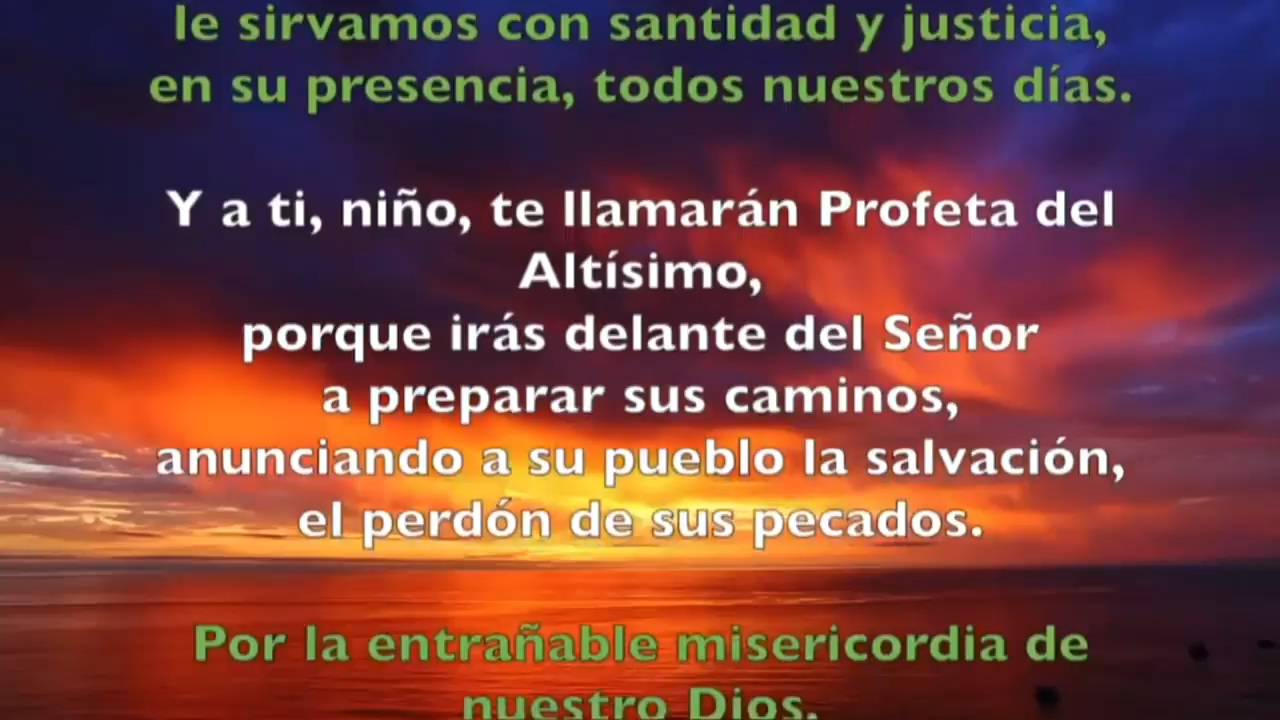 le sirvamos con santidad y justicia,
en su presencia, todos nuestros días.
Y a ti, niño, te llamarán Profeta del
Altísimo,
porque irás delante del Señor
a preparar sus caminos,
anunciando a su pueblo la salvación,
el perdón de sus pecados.
Por la entrañable misericordia de
nuestro Dios,